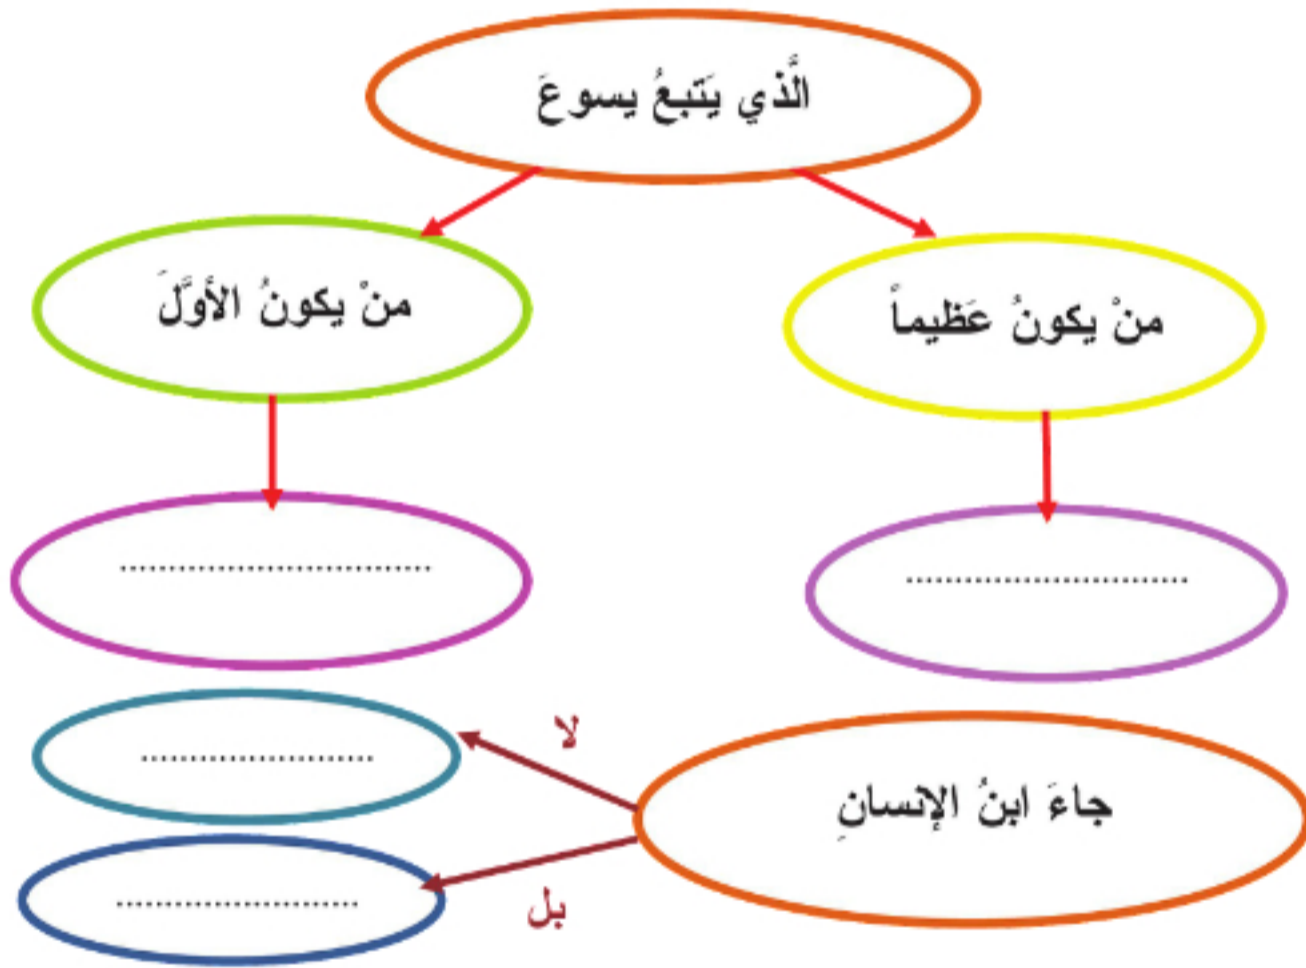 الَّذي يَتبعُ يسوعَ
منْ يكونُ عَظيماً
منْ يكونُ الأوَّلَ
..............................
..............................
لا
..............................
جاءَ ابنُ الإنسانِ
بل
..............................